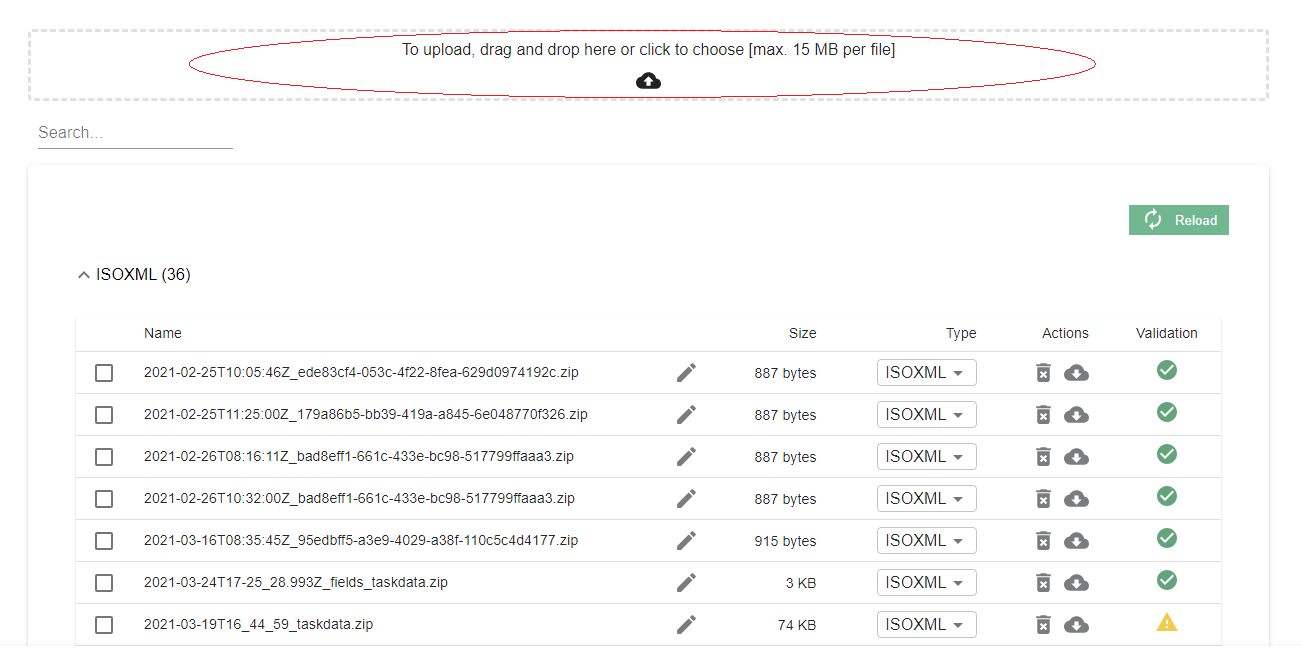 To upload, drag and drop here or click to choose [max. 15 MB per file]
Search...
Reload
ISOXML (36)
Name Size Type Actions Validation
2021-02-25T10:05:46Z_ede83cf4-053c-4f22-8fea-629d0974192c.zip 887 bytes ISOXML
2021-02-25T11:25:00Z_179a86b5-bb39-419a-a845-6e048770f326.zip 887 bytes ISOXML
2021-02-26T08:16:11Z_bad8eff1-661c-433e-bc98-517799ffaaa3.zip 887 bytes ISOXML
2021-02-26T10:32:00Z_bad8eff1-661c-433e-bc98-517799ffaaa3.zip 887 bytes ISOXML
2021-03-16T08:35:45Z_95edbff5-a3e9-4029-a38f-110c5c4d4177.zip 915 bytes ISOXML
2021-03-24T17-25_28.993Z_fields_taskdata.zip 3 KB ISOXML
2021-03-19T16_44_59_taskdata.zip 74 KB ISOXML